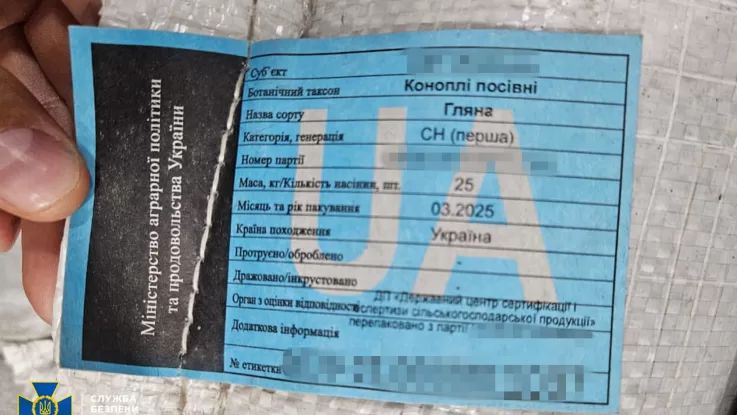 Міністерство аграрної політики
та продовольства України
UA
Суб'єкт
Ботанічний таксон Коноплі посівні
Назва сорту Гляна
Категорія, генерація СН (перша)
Номер партії
Маса, кг/Кількість насінин, шт. 25
Місяць та рік пакування 03.2025
Країна походження Україна
Протруєно/оброблено -
Дражовано/інкрустовано -
Орган з оцінки відповідності ДП «Державний центр сертифікації і
експертизи сільськогосподарської продукції»
Додаткова інформація перепаковано з партії
№ етикетки
СЛУЖБА
БЕЗПЕКИ